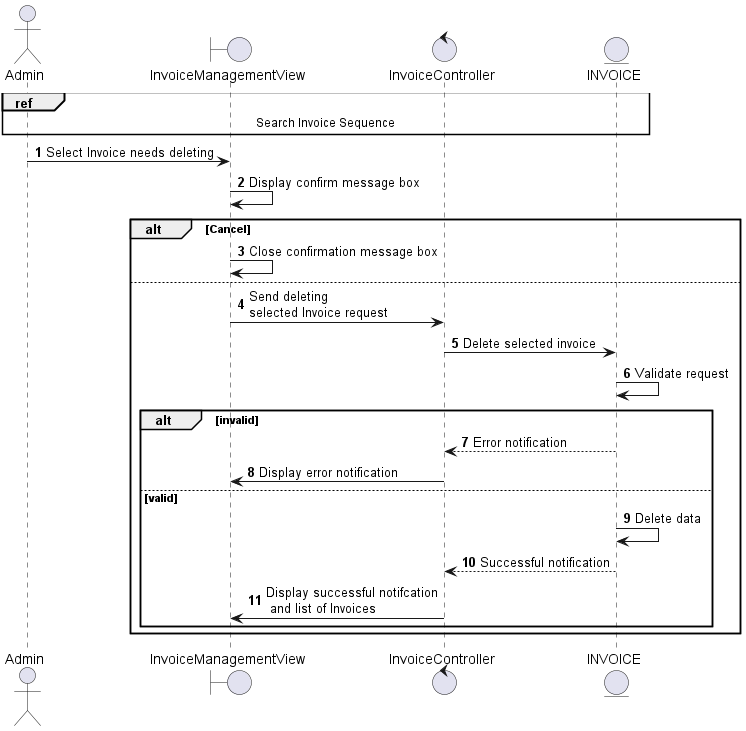 Admin
InvoiceManagementView
InvoiceController
INVOICE
ref
Search Invoice Sequence
1 Select Invoice needs deleting
2 Display confirm message box
alt [Cancel]
3 Close confirmation message box
4 Send deleting
selected Invoice request
5 Delete selected invoice
6 Validate request
alt [invalid]
7 Error notification
8 Display error notification
[valid]
9 Delete data
10 Successful notification
11 Display successful notifcation
and list of Invoices
Admin
InvoiceManagementView
InvoiceController
INVOICE